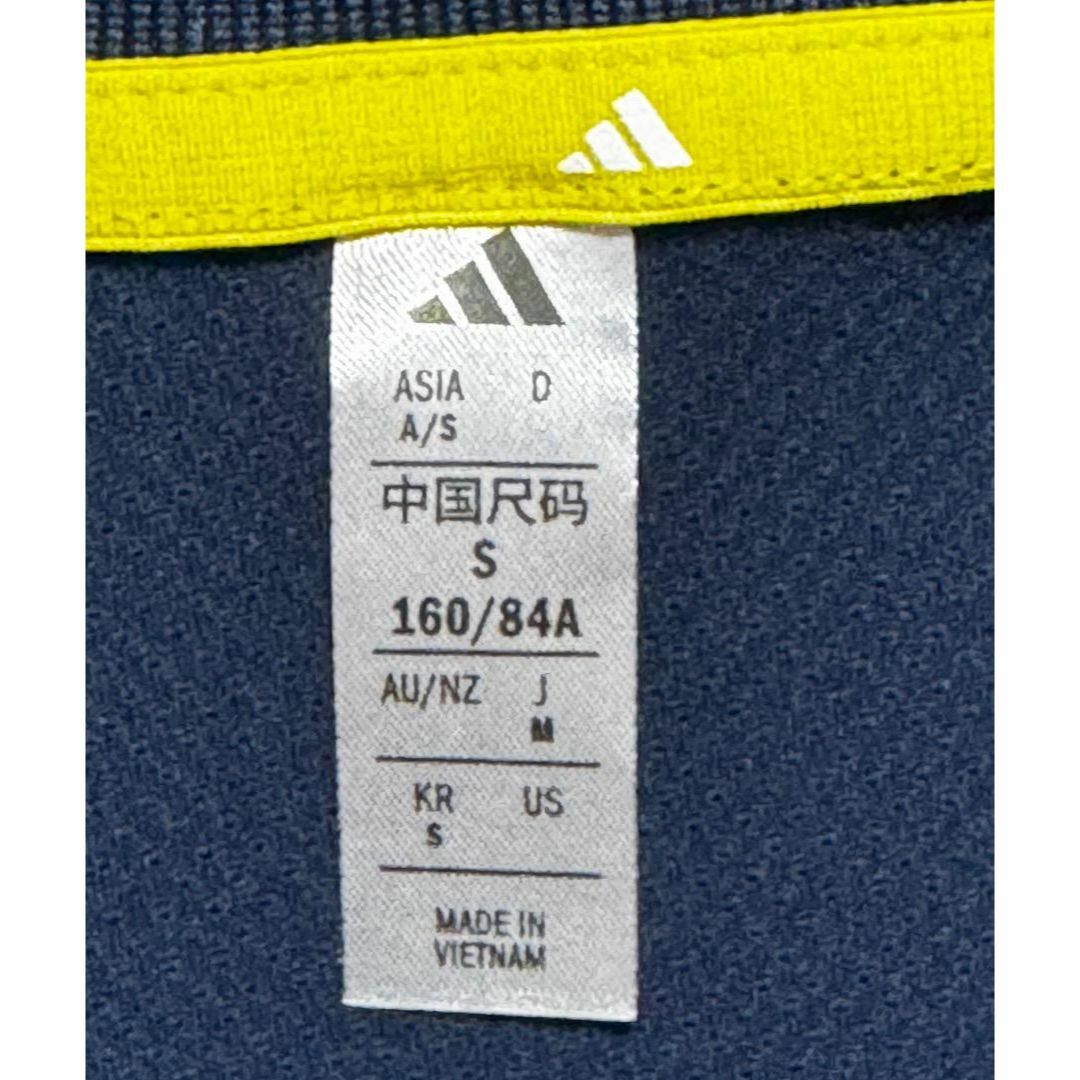 ASIA D
A/S
中国尺码
S
160/84A
AU/NZ J
M
KR US
S
MADE IN
VIETNAM